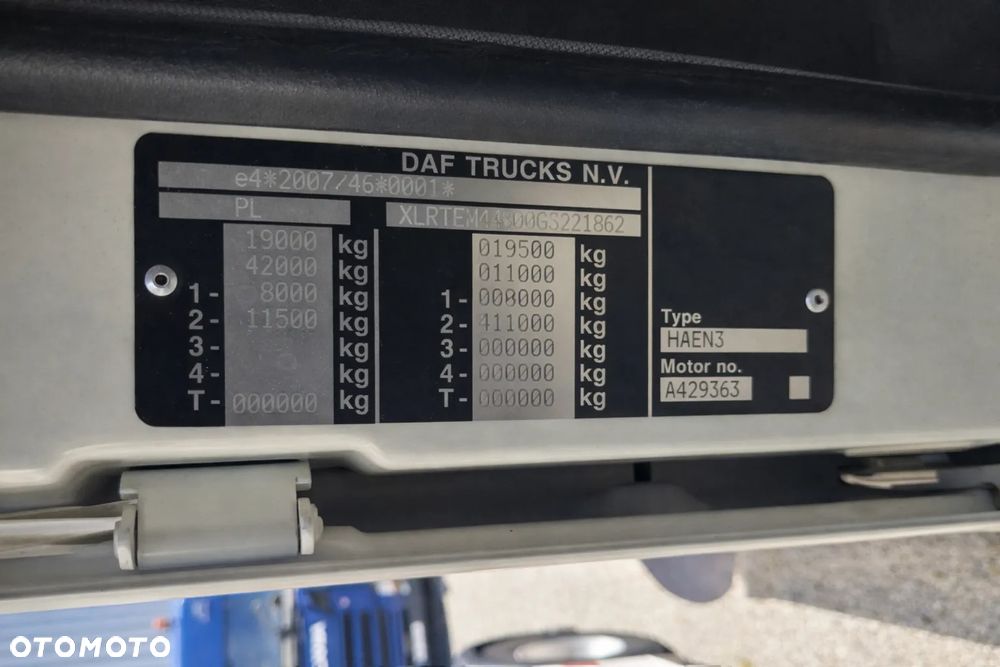 DAF TRUCKS N.V.
e4*2007/46*0001*
PL XLRTEM44300GS221862
19000 kg 019500 kg
42000 kg 011000 kg
1- 8000 kg 1- 008000 kg
2- 11500 kg 2- 411000 kg
3- kg 3- 000000 kg
4- kg 4- 000000 kg
T- 000000 kg T- 000000 kg
Type
HAEN3
Motor no.
A429363
OTOMOTO